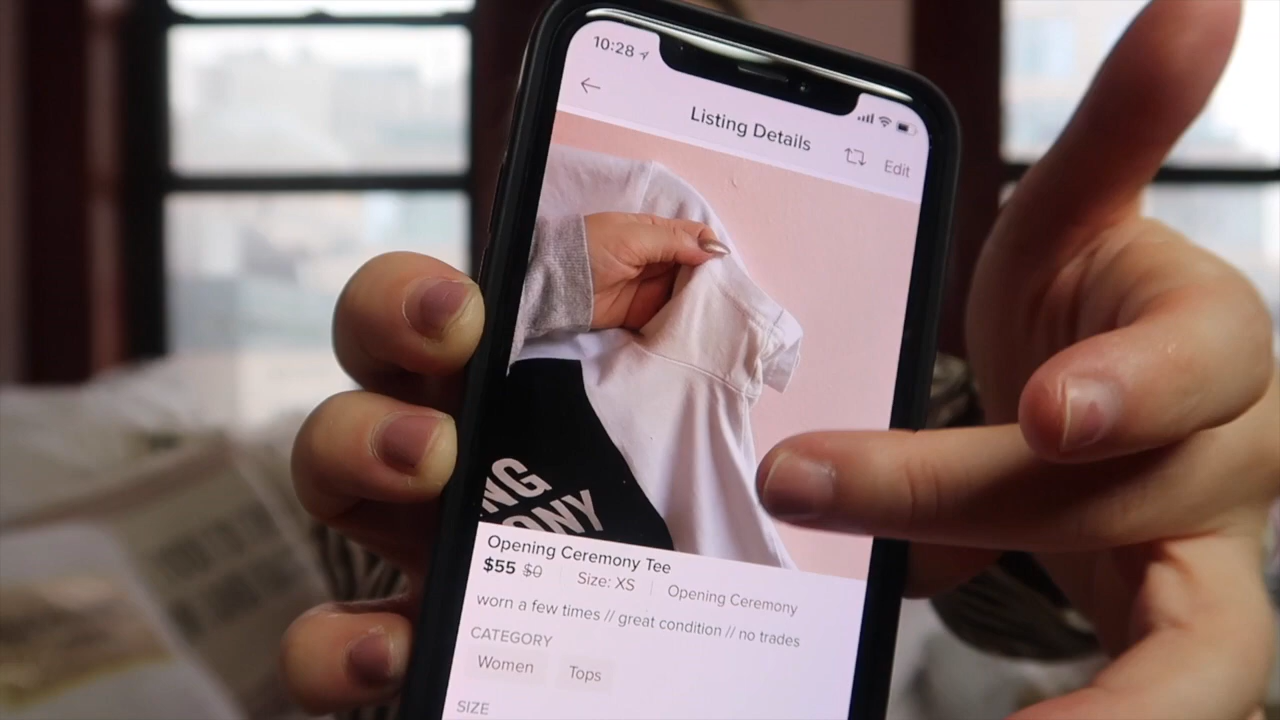 10:28
Listing Details
Edit
NG
ONY
Opening Ceremony Tee
$55 $0 Size: XS Opening Ceremony
worn a few times // great condition // no trades
CATEGORY
Women Tops
SIZE